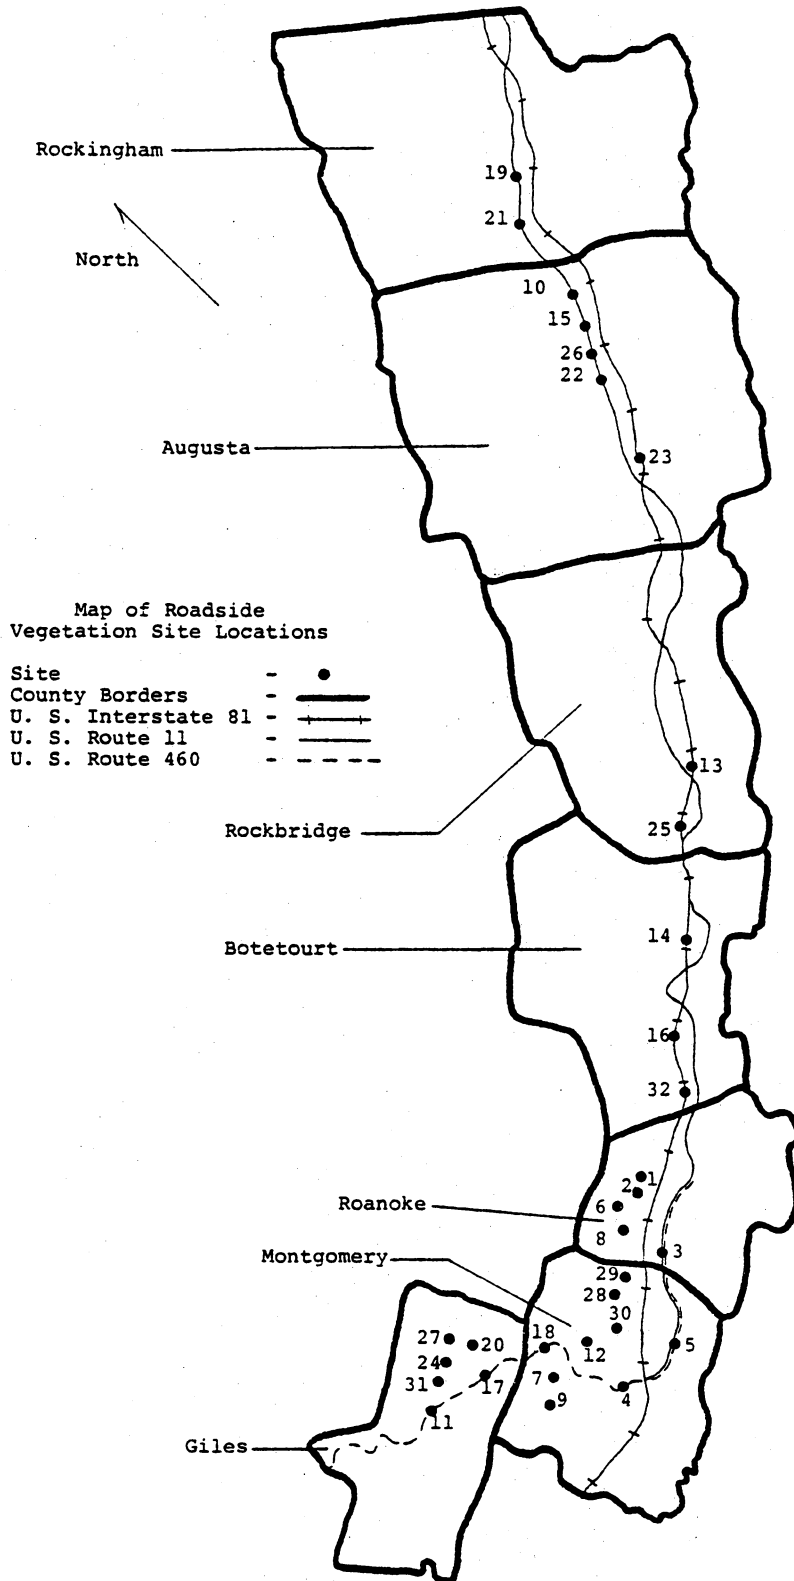 Rockingham
19
21
North
10
15
26
22
Augusta
23
Map of Roadside
Vegetation Site Locations
Site -
County Borders -
U. S. Interstate 81 -
U. S. Route 11 -
U. S. Route 460 -
13
25
Rockbridge
14
Botetourt
16
32
1
2
Roanoke
6
8
3
Montgomery
29
28
30
27
20
18
12
5
24
31
17
7
4
9
11
Giles